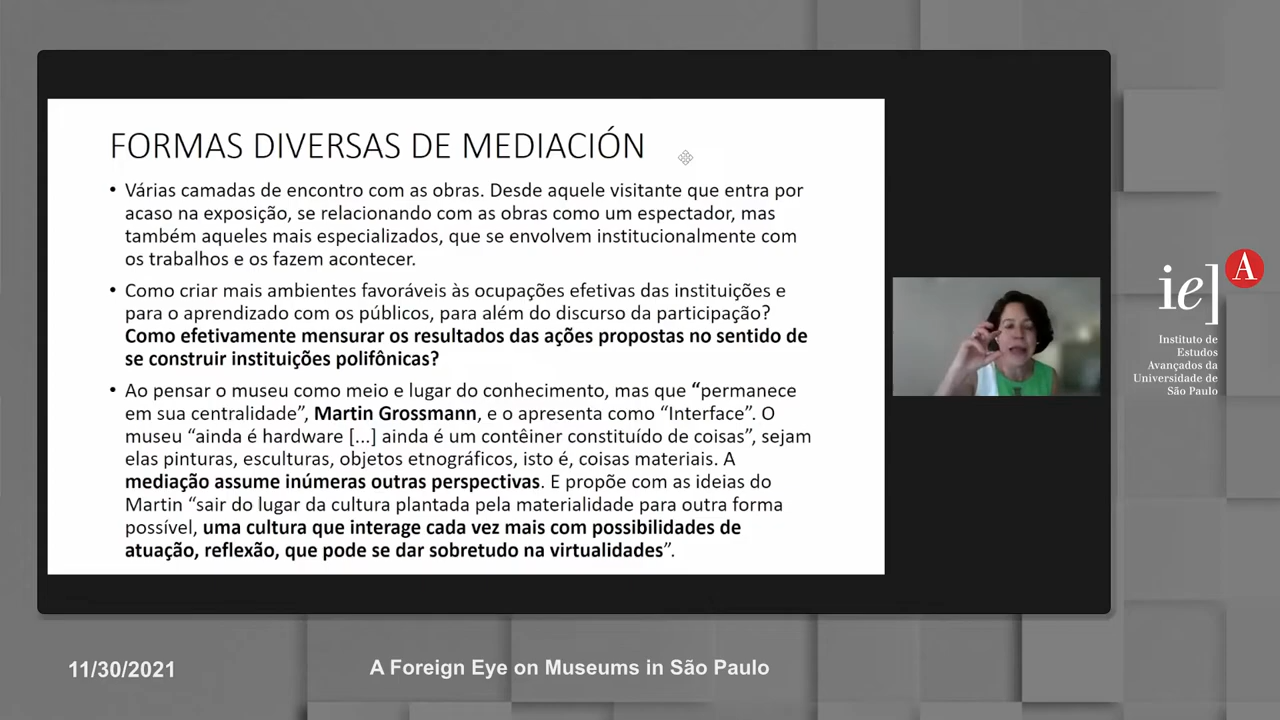 FORMAS DIVERSAS DE MEDIACIÓN
• Várias camadas de encontro com as obras. Desde aquele visitante que entra por
acaso na exposição, se relacionando com as obras como um espectador, mas
também aqueles mais especializados, que se envolvem institucionalmente com
os trabalhos e os fazem acontecer.
• Como criar mais ambientes favoráveis às ocupações efetivas das instituições e
para o aprendizado com os públicos, para além do discurso da participação?
Como efetivamente mensurar os resultados das ações propostas no sentido de
se construir instituições polifônicas?
• Ao pensar o museu como meio e lugar do conhecimento, mas que “permanece
em sua centralidade”, Martin Grossmann, e o apresenta como “Interface”. O
museu “ainda é hardware [...] ainda é um contêiner constituído de coisas”, sejam
elas pinturas, esculturas, objetos etnográficos, isto é, coisas materiais. A
mediação assume inúmeras outras perspectivas. E propõe com as ideias do
Martin “sair do lugar da cultura plantada pela materialidade para outra forma
possível, uma cultura que interage cada vez mais com possibilidades de
atuação, reflexão, que pode se dar sobretudo na virtualidades”.
ie] A
Instituto de
Estudos
Avançados da
Universidade de
São Paulo
11/30/2021
A Foreign Eye on Museums in São Paulo